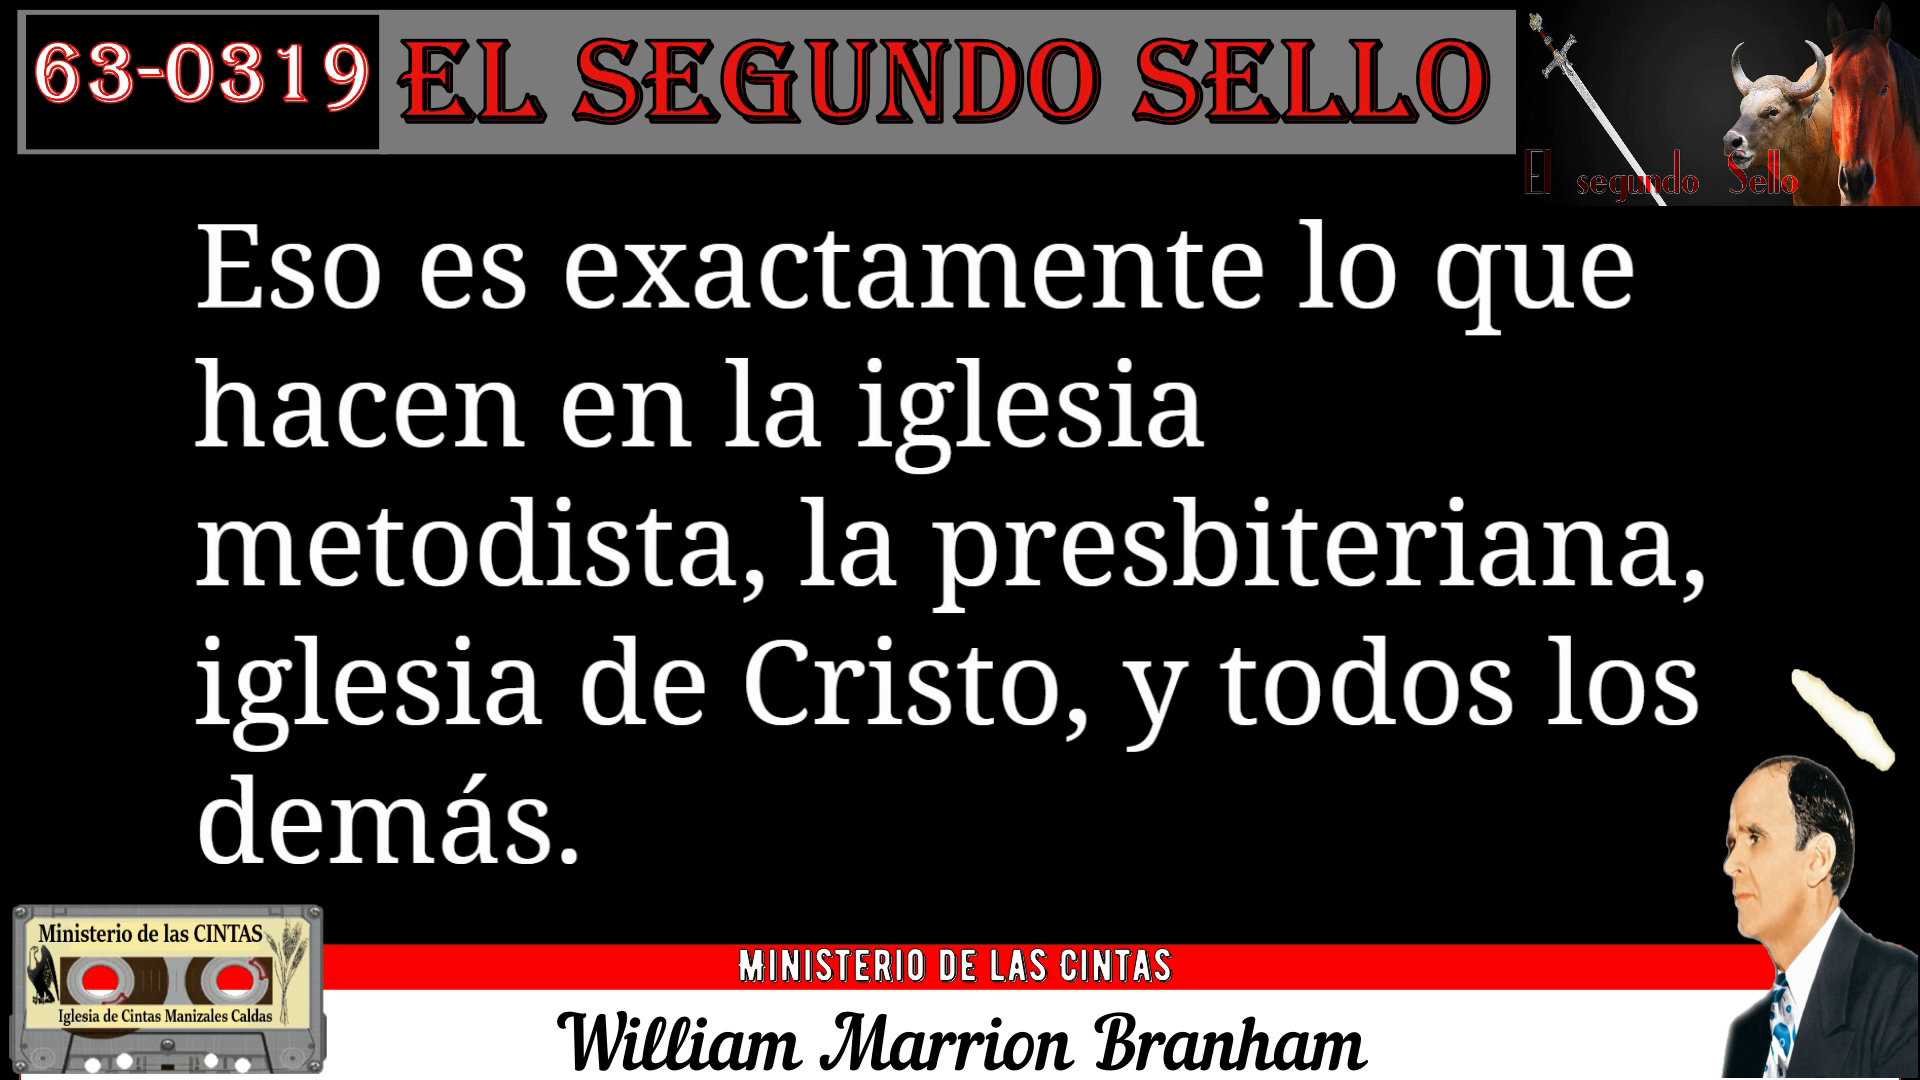 63-0319
EL SEGUNDO SELLO
El segundo Sello
Eso es exactamente lo que
hacen en la iglesia
metodista, la presbiteriana,
iglesia de Cristo, y todos los
demás.
Ministerio de las CINTAS
Iglesia de Cintas Manizales Caldas
MINISTERIO DE LAS CINTAS
William Marrion Branham